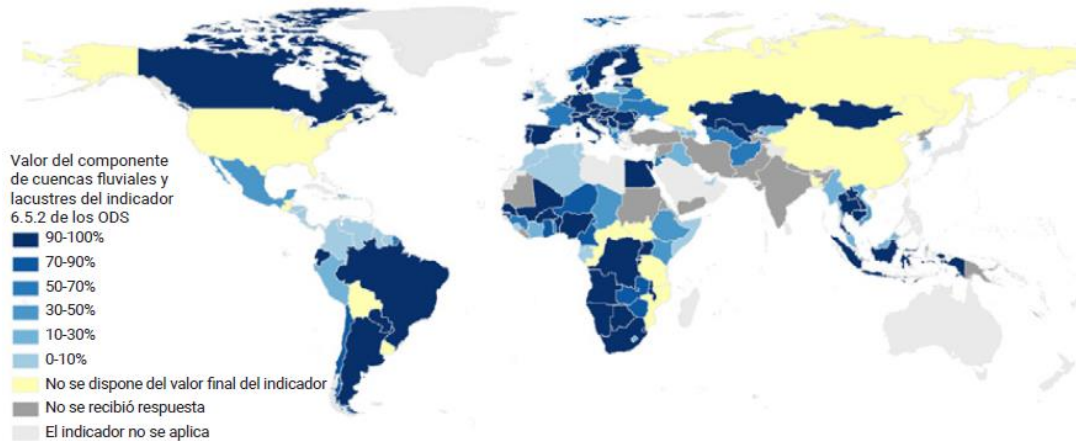 Valor del componente
de cuencas fluviales y
lacustres del indicador
6.5.2 de los ODS
90-100%
70-90%
50-70%
30-50%
10-30%
0-10%
No se dispone del valor final del indicador
No se recibió respuesta
El indicador no se aplica